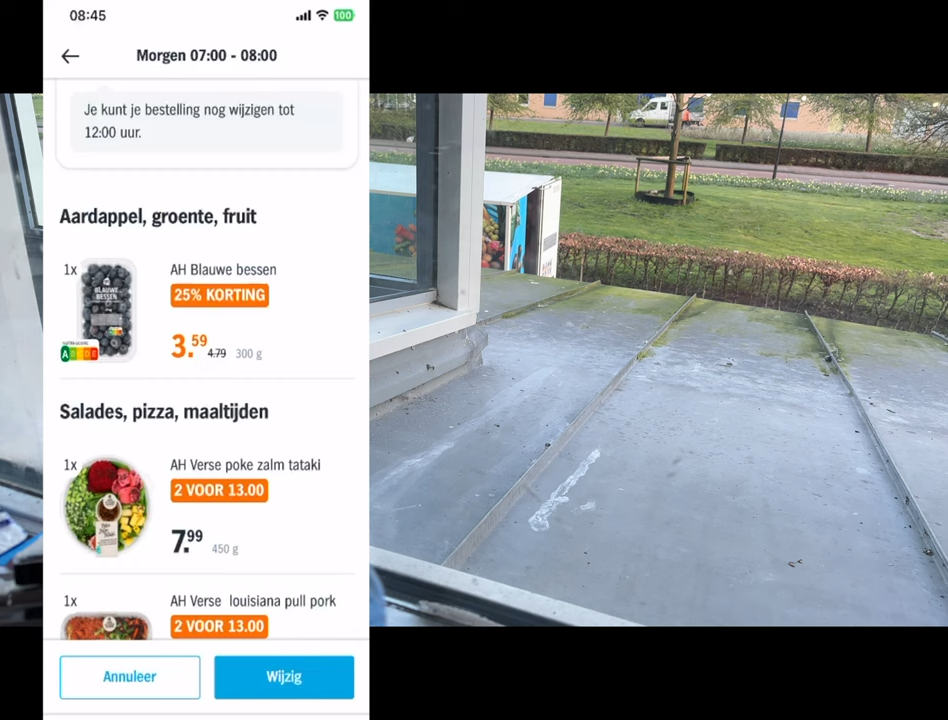 08:45
100
Morgen 07:00 - 08:00
Je kunt je bestelling nog wijzigen tot
12:00 uur.
Aardappel, groente, fruit
1x
AH Blauwe bessen
25% KORTING
BLAUWE
BESSEN
3.59 4.79 300 g
Salades, pizza, maaltijden
1x
AH Verse poke zalm tataki
2 VOOR 13.00
7.99 450 g
1x
AH Verse louisiana pull pork
2 VOOR 13.00
Annuleer
Wijzig